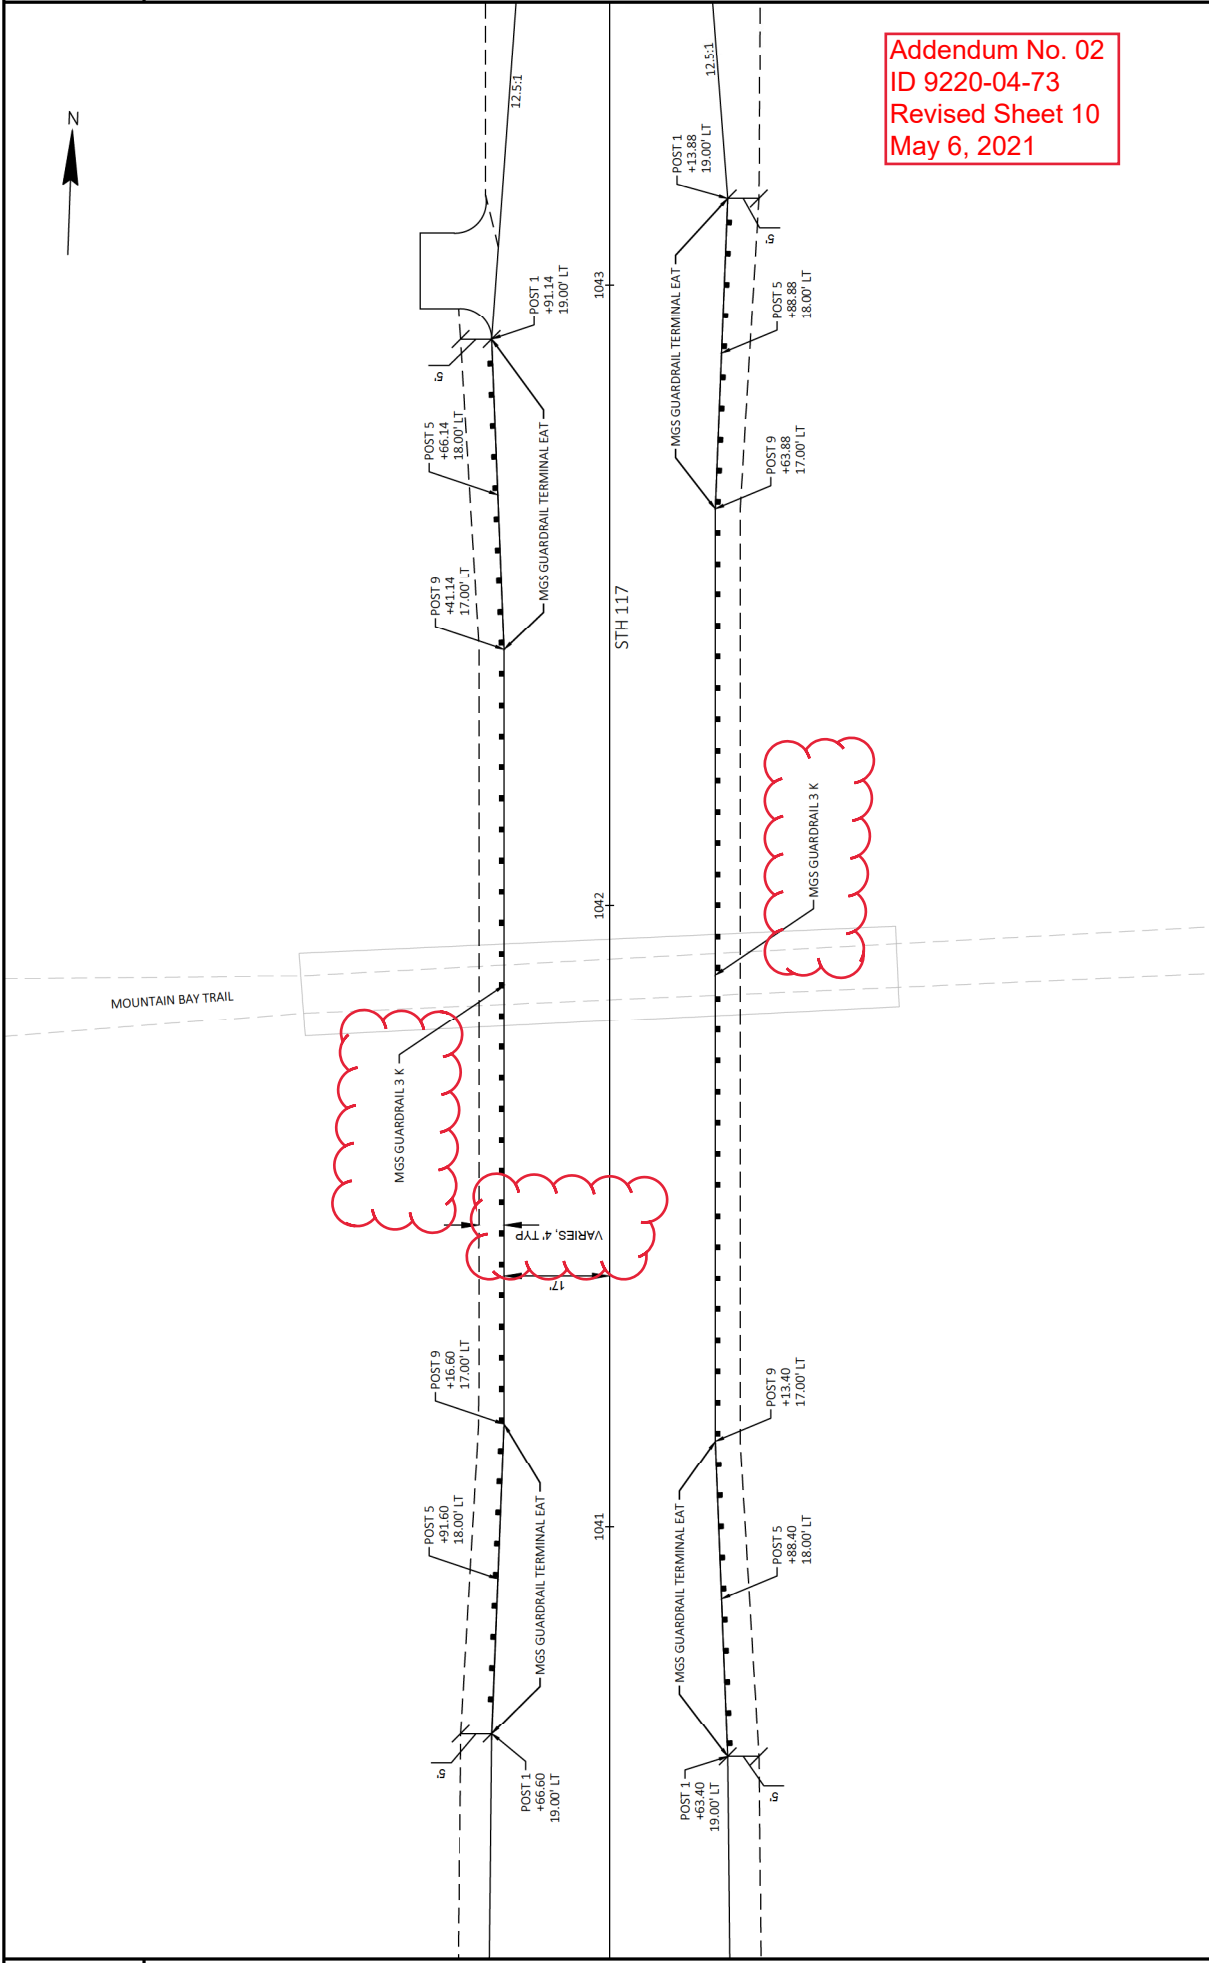 Addendum No. 02
ID 9220-04-73
Revised Sheet 10
May 6, 2021
N
12.5:1
12.5:1
POST 1
+13.88
19.00' LT
5'
POST 1
+91.14
19.00' LT
1043
MGS GUARDRAIL TERMINAL EAT
POST 5
+88.88
18.00' LT
5'
POST 5
+66.14
18.00' LT
MGS GUARDRAIL TERMINAL EAT
POST 9
+63.88
17.00' LT
POST 9
+41.14
17.00' LT
STH 117
MGS GUARDRAIL 3 K
1042
MOUNTAIN BAY TRAIL
MGS GUARDRAIL 3 K
VARIES, 4' TYP
17'
POST 9
+16.60
17.00' LT
POST 9
+13.40
17.00' LT
POST 5
+91.60
18.00' LT
1041
MGS GUARDRAIL TERMINAL EAT
MGS GUARDRAIL TERMINAL EAT
POST 5
+88.40
18.00' LT
5'
POST 1
+66.60
19.00' LT
POST 1
+63.40
19.00' LT
5'